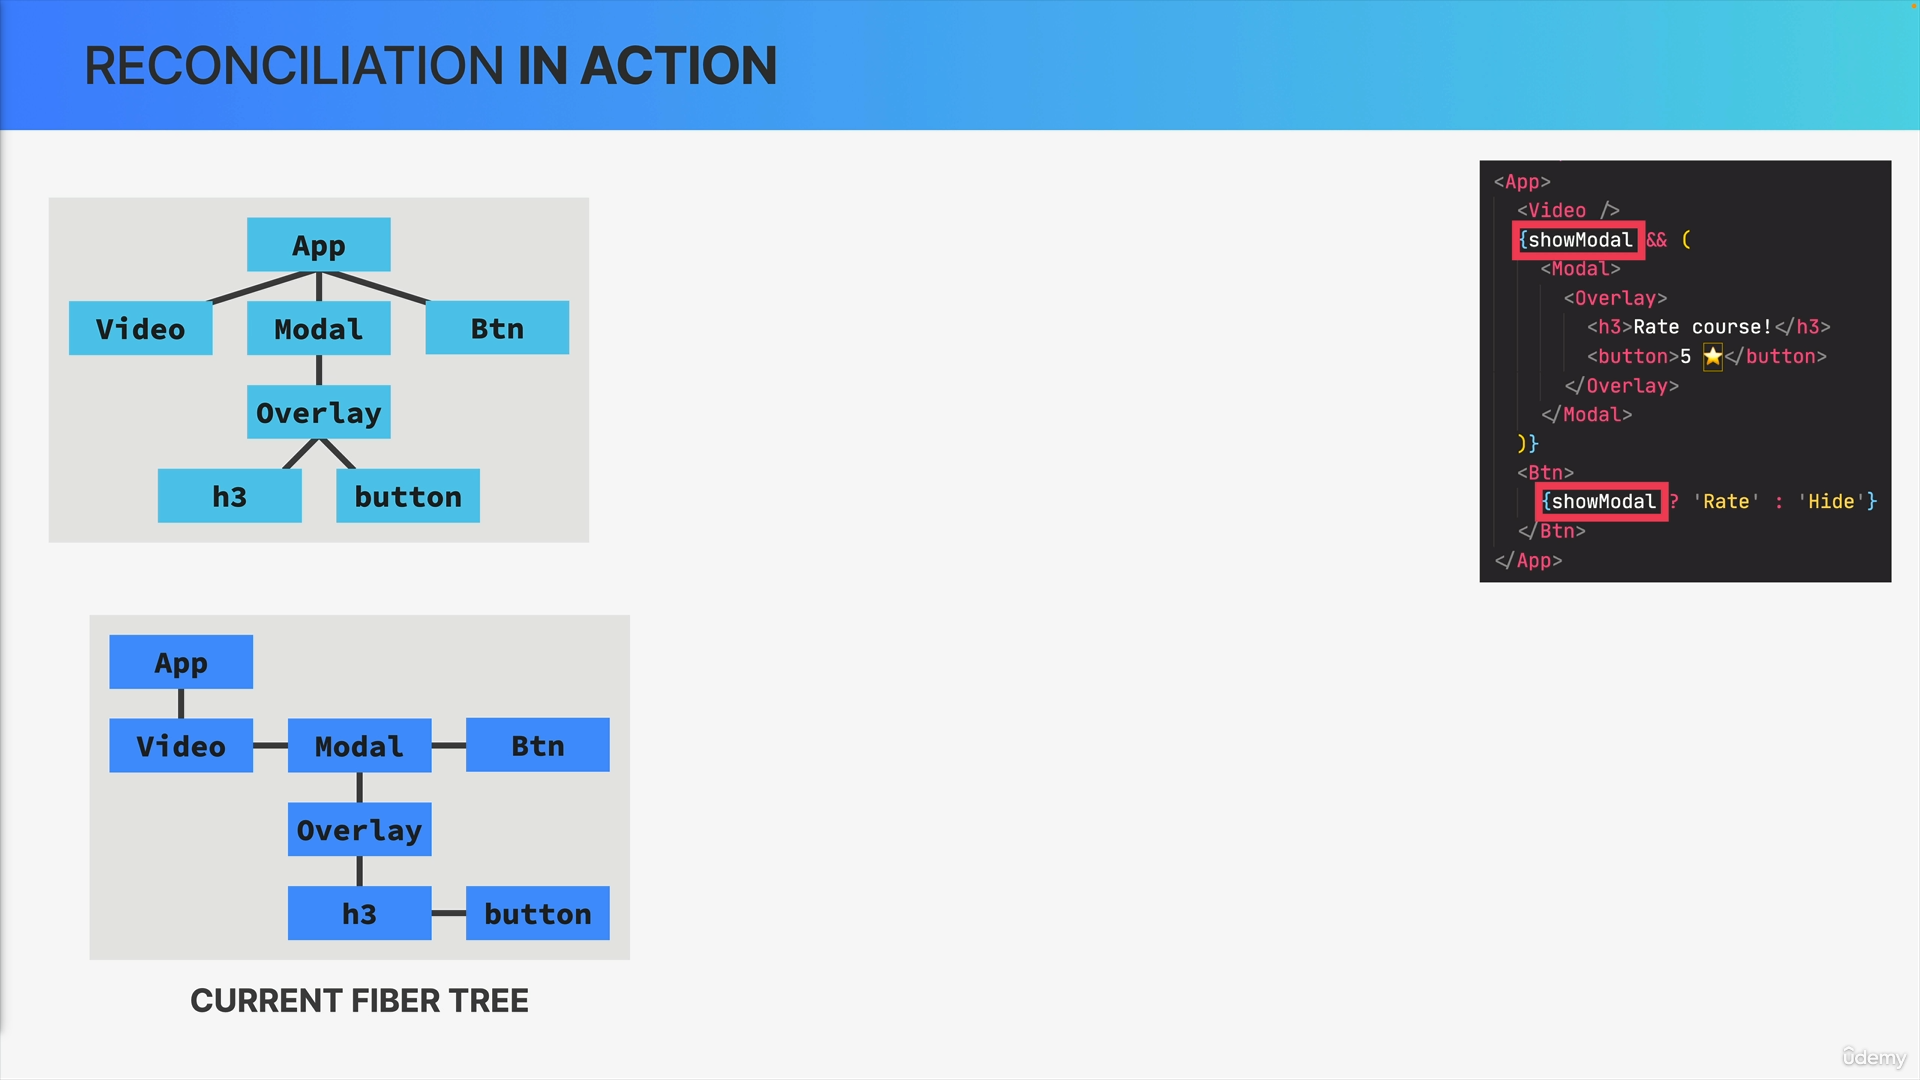 RECONCILIATION IN ACTION
App
Video Modal Btn
Overlay
h3 button
App
Video Modal Btn
Overlay
h3 button
CURRENT FIBER TREE
<App>
<Video />
{showModal && (
<Modal>
<Overlay>
<h3>Rate course!</h3>
<button>5 ⭐</button>
</Overlay>
</Modal>
)}
<Btn>
{showModal ? 'Rate' : 'Hide'}
</Btn>
</App>
ûdemy